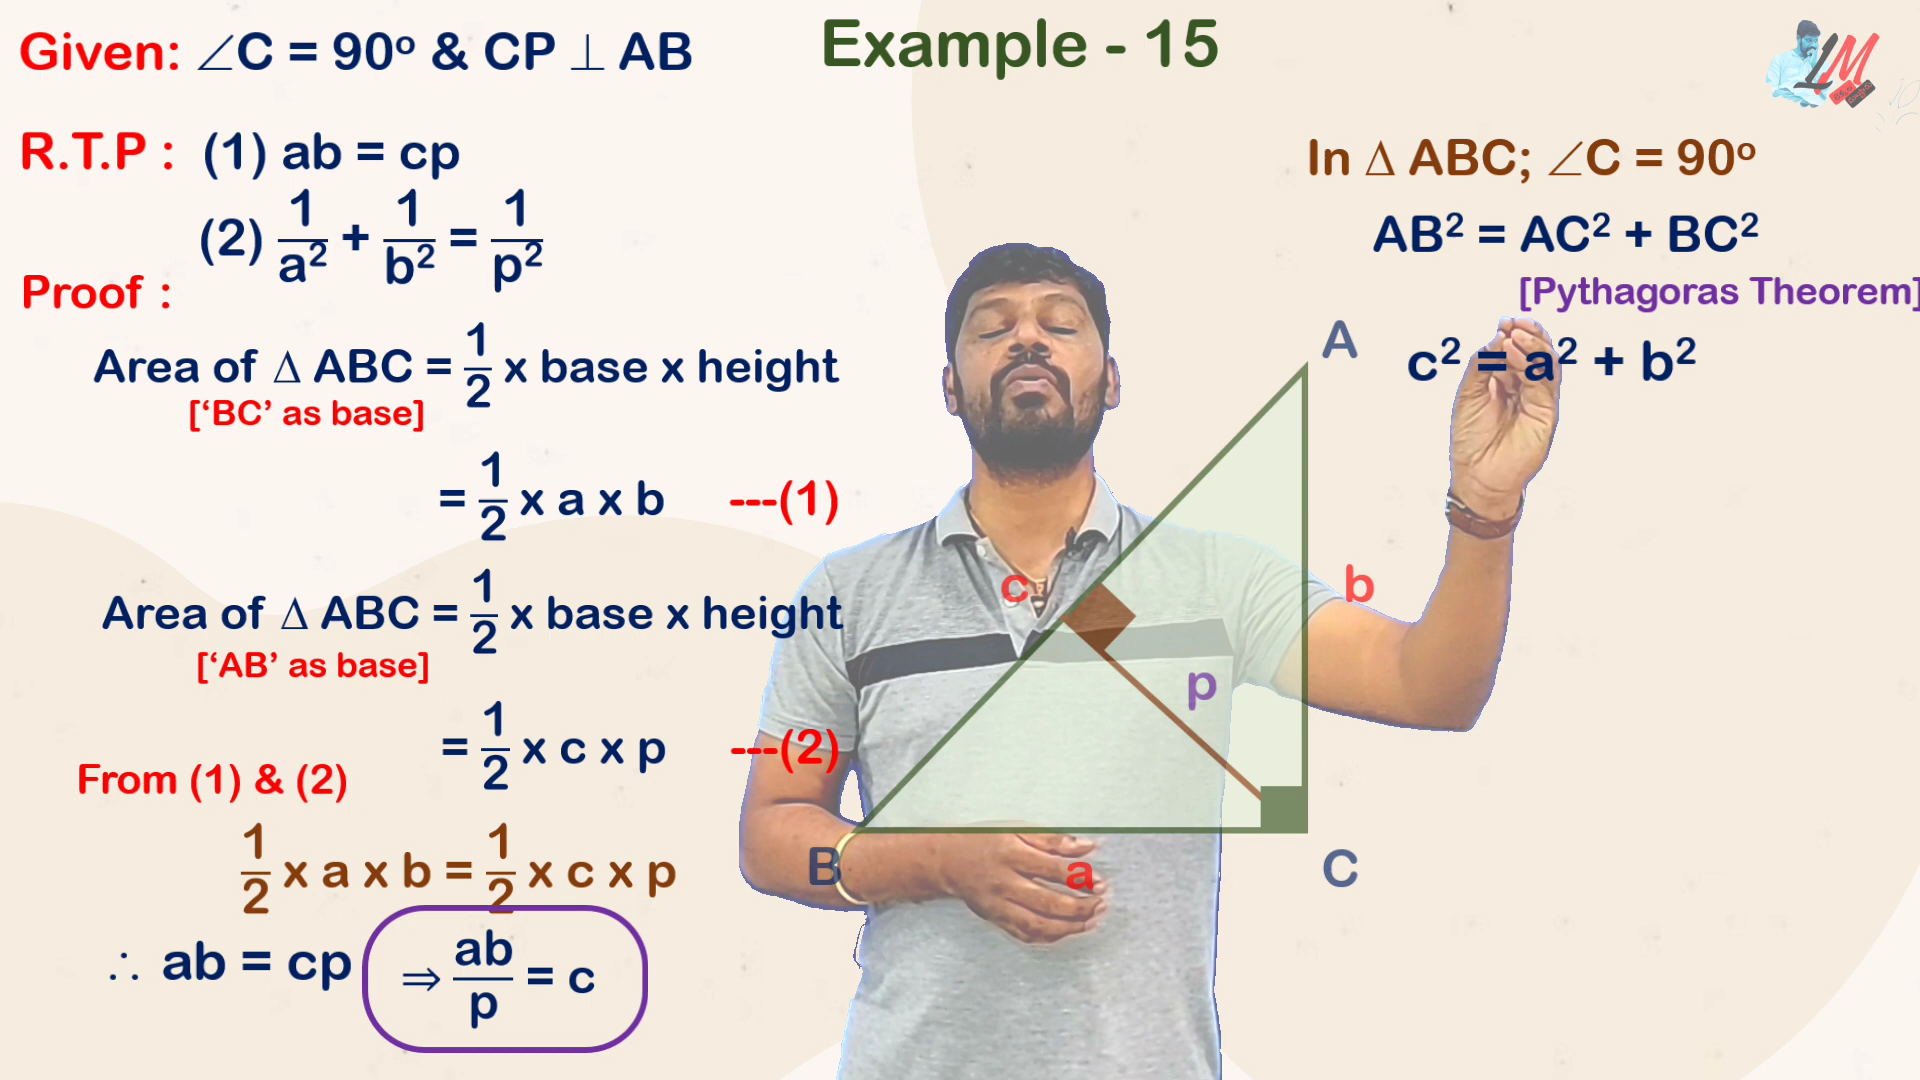 Example - 15
Given: ∠C = 90° & CP ⊥ AB
R.T.P : (1) ab = cp
(2) 1/a² + 1/b² = 1/p²
Proof :
Area of Δ ABC = 1/2 x base x height
[‘BC’ as base]
= 1/2 x a x b ---(1)
Area of Δ ABC = 1/2 x base x height
[‘AB’ as base]
= 1/2 x c x p ---(2)
From (1) & (2)
1/2 x a x b = 1/2 x c x p
∴ ab = cp ⇒ ab/p = c
LM
In Δ ABC; ∠C = 90°
AB² = AC² + BC²
[Pythagoras Theorem]
c² = a² + b²
A
c
b
p
B
a
C